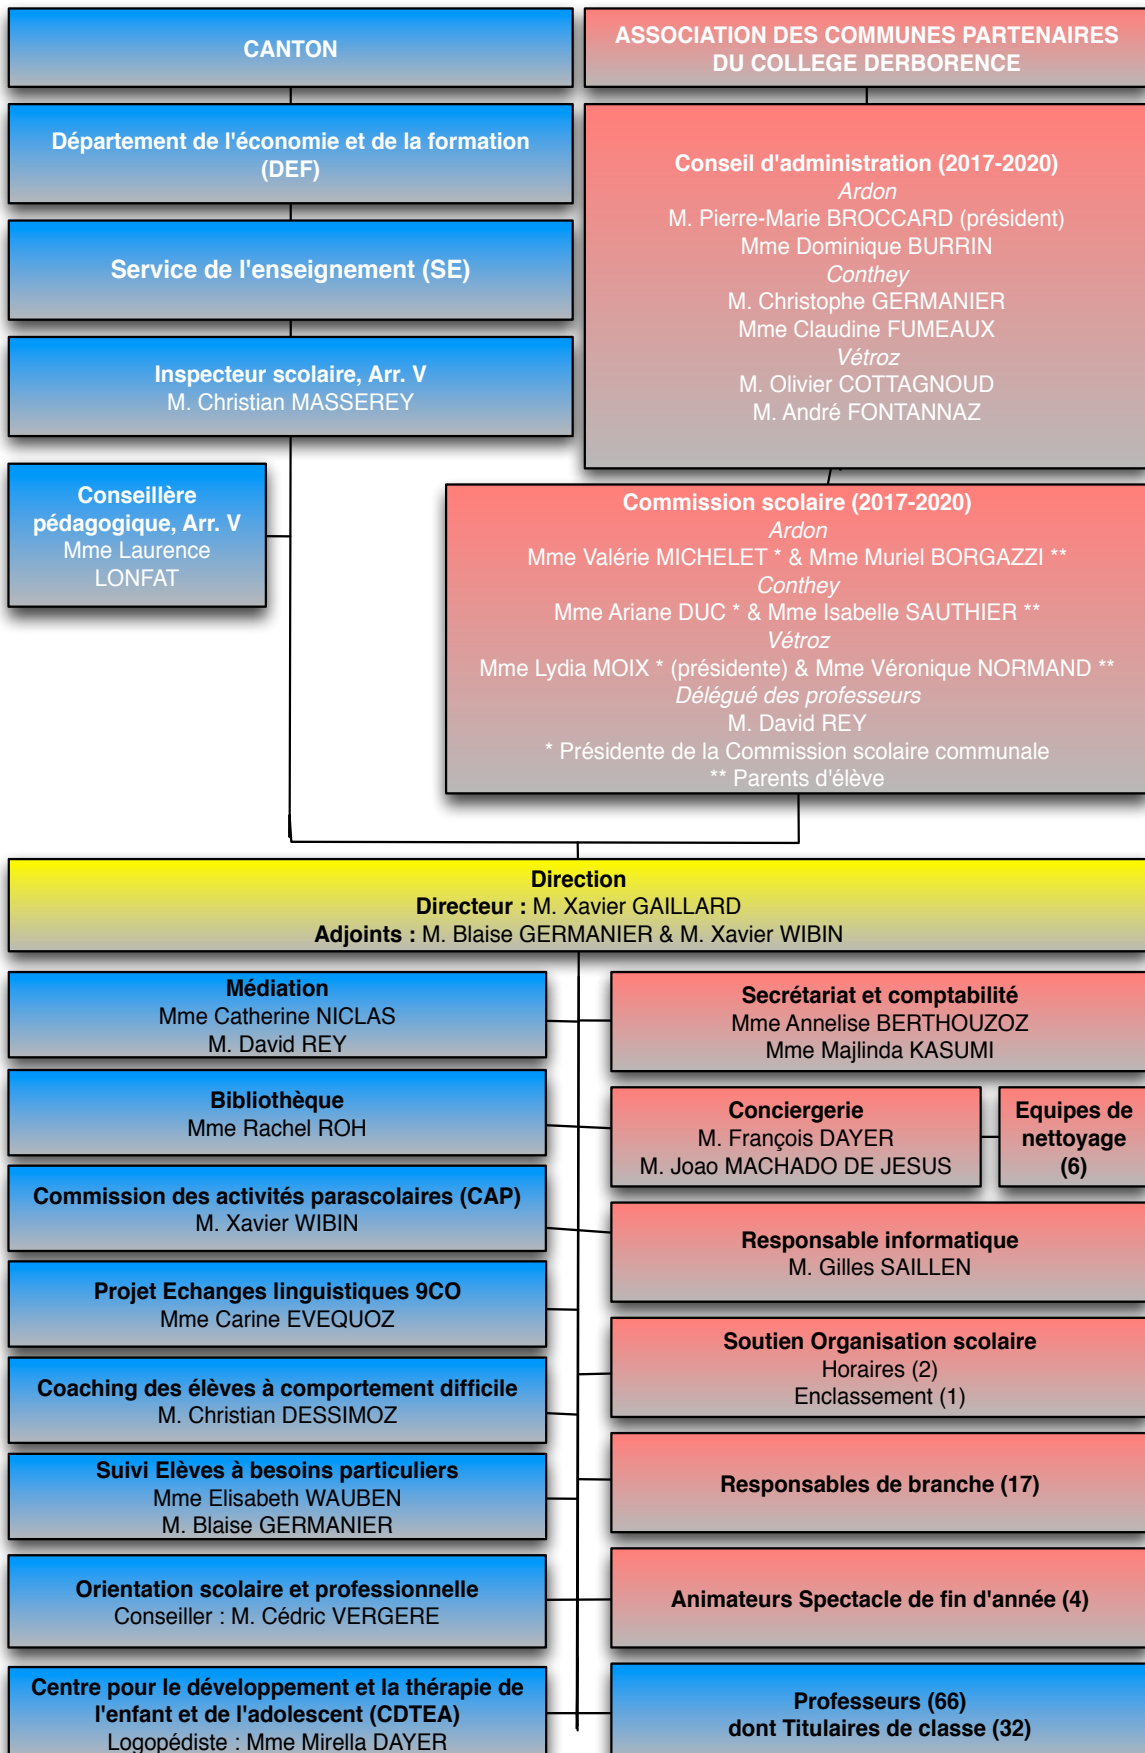 CANTON
ASSOCIATION DES COMMUNES PARTENAIRES
DU COLLEGE DERBORENCE
Département de l'économie et de la formation
(DEF)
Service de l'enseignement (SE)
Inspecteur scolaire, Arr. V
M. Christian MASSEREY
Conseillère
pédagogique, Arr. V
Mme Laurence
LONFAT
Conseil d'administration (2017-2020)
Ardon
M. Pierre-Marie BROCCARD (président)
Mme Dominique BURRIN
Conthey
M. Christophe GERMANIER
Mme Claudine FUMEAUX
Vétroz
M. Olivier COTTAGNOUD
M. André FONTANNAZ
Commission scolaire (2017-2020)
Ardon
Mme Valérie MICHELET * & Mme Muriel BORGAZZI **
Conthey
Mme Ariane DUC * & Mme Isabelle SAUTHIER **
Vétroz
Mme Lydia MOIX * (présidente) & Mme Véronique NORMAND **
Délégué des professeurs
M. David REY
* Présidente de la Commission scolaire communale
** Parents d'élève
Direction
Directeur : M. Xavier GAILLARD
Adjoints : M. Blaise GERMANIER & M. Xavier WIBIN
Médiation
Mme Catherine NICLAS
M. David REY
Secrétariat et comptabilité
Mme Annelise BERTHOUZOZ
Mme Majlinda KASUMI
Bibliothèque
Mme Rachel ROH
Conciergerie
M. François DAYER
M. Joao MACHADO DE JESUS
Equipes de
nettoyage
(6)
Commission des activités parascolaires (CAP)
M. Xavier WIBIN
Responsable informatique
M. Gilles SAILLEN
Projet Echanges linguistiques 9CO
Mme Carine EVEQUOZ
Soutien Organisation scolaire
Horaires (2)
Enclassement (1)
Coaching des élèves à comportement difficile
M. Christian DESSIMOZ
Suivi Elèves à besoins particuliers
Mme Elisabeth WAUBEN
M. Blaise GERMANIER
Responsables de branche (17)
Orientation scolaire et professionnelle
Conseiller : M. Cédric VERGERE
Animateurs Spectacle de fin d'année (4)
Centre pour le développement et la thérapie de
l'enfant et de l'adolescent (CDTEA)
Logopédiste : Mme Mirella DAYER
Professeurs (66)
dont Titulaires de classe (32)